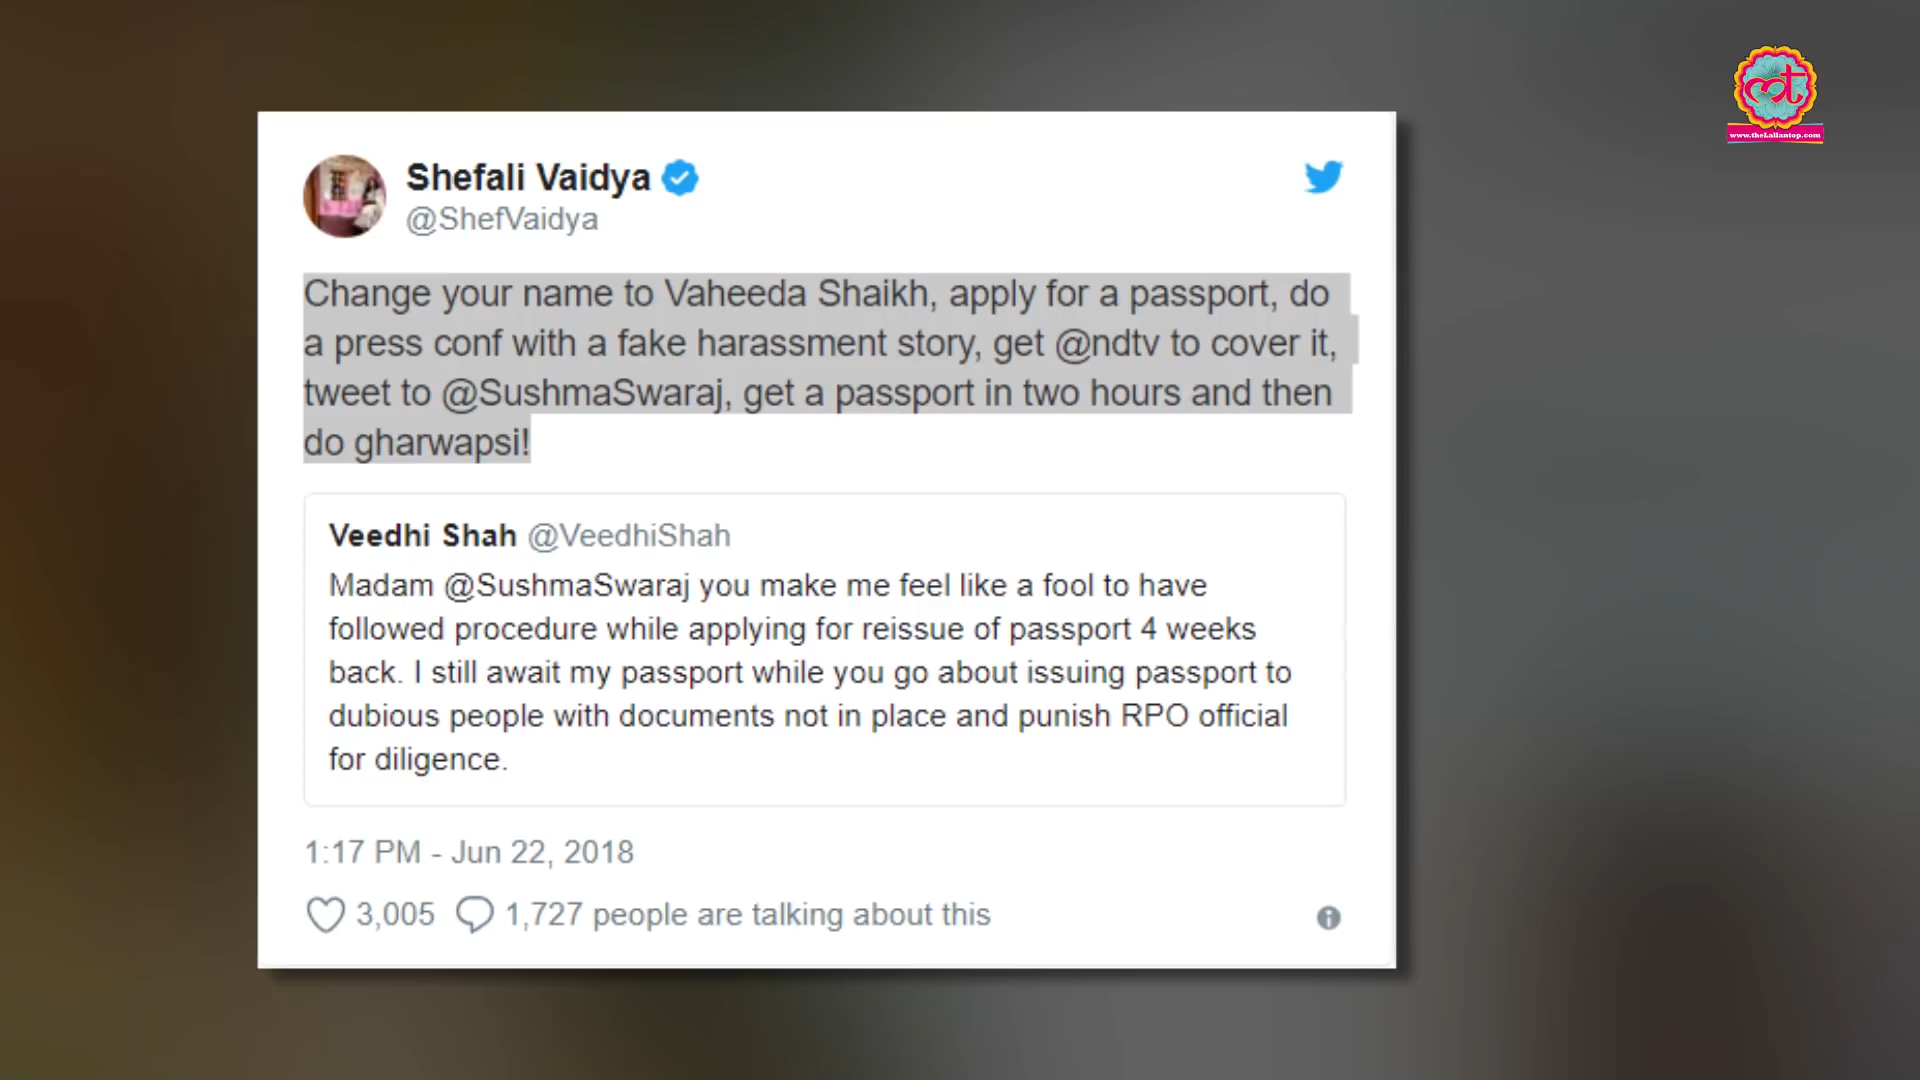 लт
www.theLallantop.com
Shefali Vaidya
@ShefVaidya
Change your name to Vaheeda Shaikh, apply for a passport, do
a press conf with a fake harassment story, get @ndtv to cover it,
tweet to @SushmaSwaraj, get a passport in two hours and then
do gharwapsi!
Veedhi Shah @VeedhiShah
Madam @SushmaSwaraj you make me feel like a fool to have
followed procedure while applying for reissue of passport 4 weeks
back. I still await my passport while you go about issuing passport to
dubious people with documents not in place and punish RPO official
for diligence.
1:17 PM - Jun 22, 2018
3,005 1,727 people are talking about this